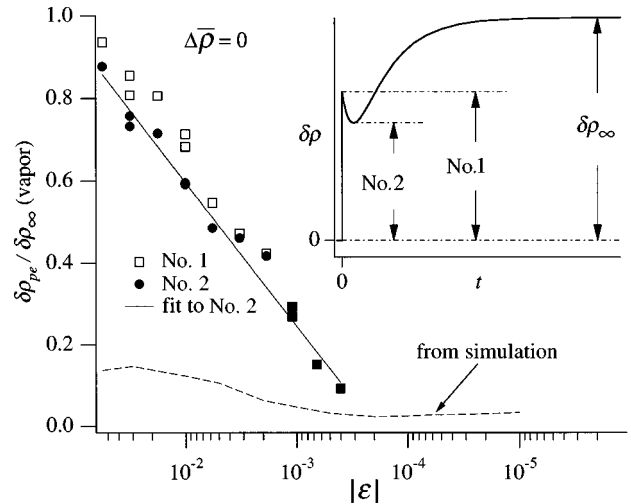 1.0
0.8
0.6
0.4
0.2
0.0
δρpe / δρ∞ (vapor)
Δρ̅ = 0
□ No. 1
● No. 2
— fit to No. 2
from simulation
10⁻²
10⁻³
10⁻⁴
10⁻⁵
|ε|
δρ
0
No.2
No.1
δρ∞
0
t